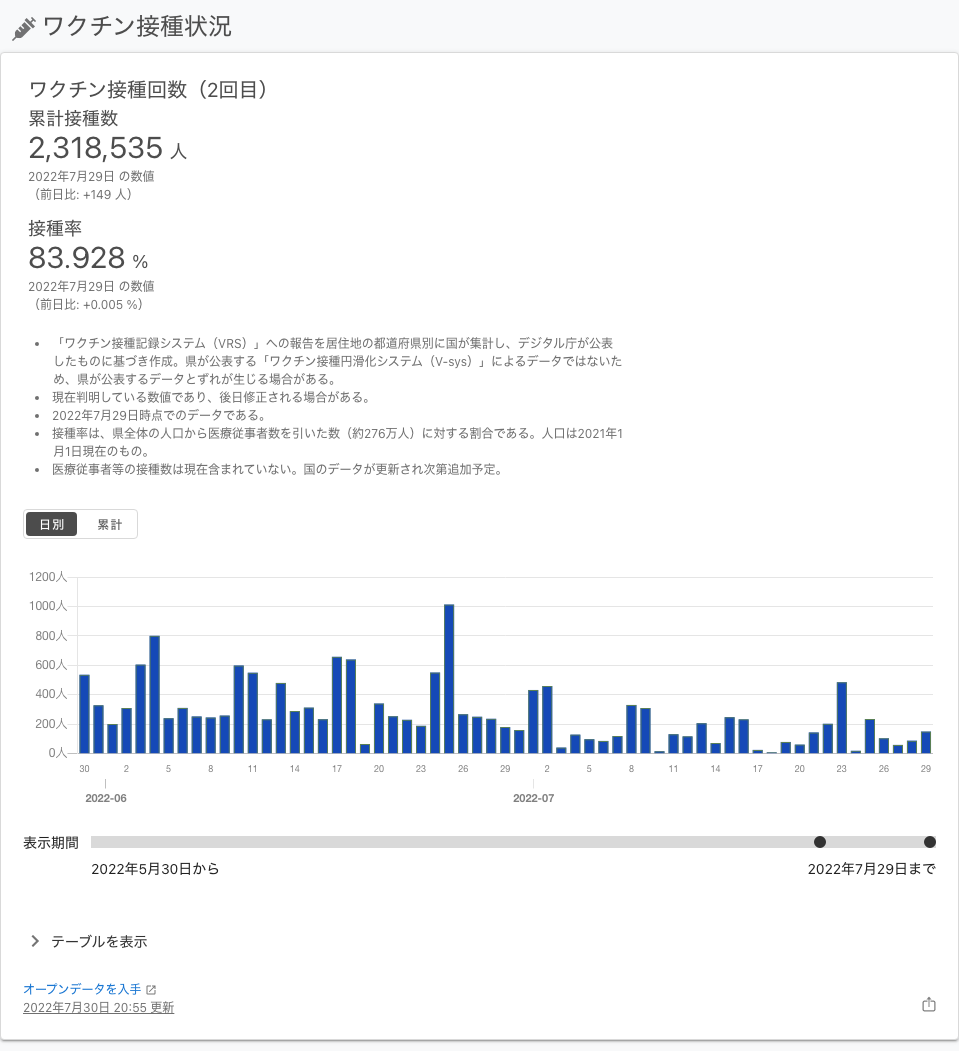 ワクチン接種状況
ワクチン接種回数（2回目）
累計接種数
2,318,535 人
2022年7月29日 の数値
（前日比: +149 人）
接種率
83.928 %
2022年7月29日 の数値
（前日比: +0.005 %）
• 「ワクチン接種記録システム（VRS）」への報告を居住地の都道府県別に国が集計し、デジタル庁が公表
したものに基づき作成。県が公表する「ワクチン接種円滑化システム（V-sys）」によるデータではないた
め、県が公表するデータとずれが生じる場合がある。
• 現在判明している数値であり、後日修正される場合がある。
• 2022年7月29日時点でのデータである。
• 接種率は、県全体の人口から医療従事者数を引いた数（約276万人）に対する割合である。人口は2021年1
月1日現在のもの。
• 医療従事者等の接種数は現在含まれていない。国のデータが更新され次第追加予定。
日別 累計
1200人
1000人
800人
600人
400人
200人
0人
30 2 5 8 11 14 17 20 23 26 29 2 5 8 11 14 17 20 23 26 29
2022-06 2022-07
表示期間
2022年5月30日から 2022年7月29日まで
テーブルを表示
オープンデータを入手
2022年7月30日 20:55 更新